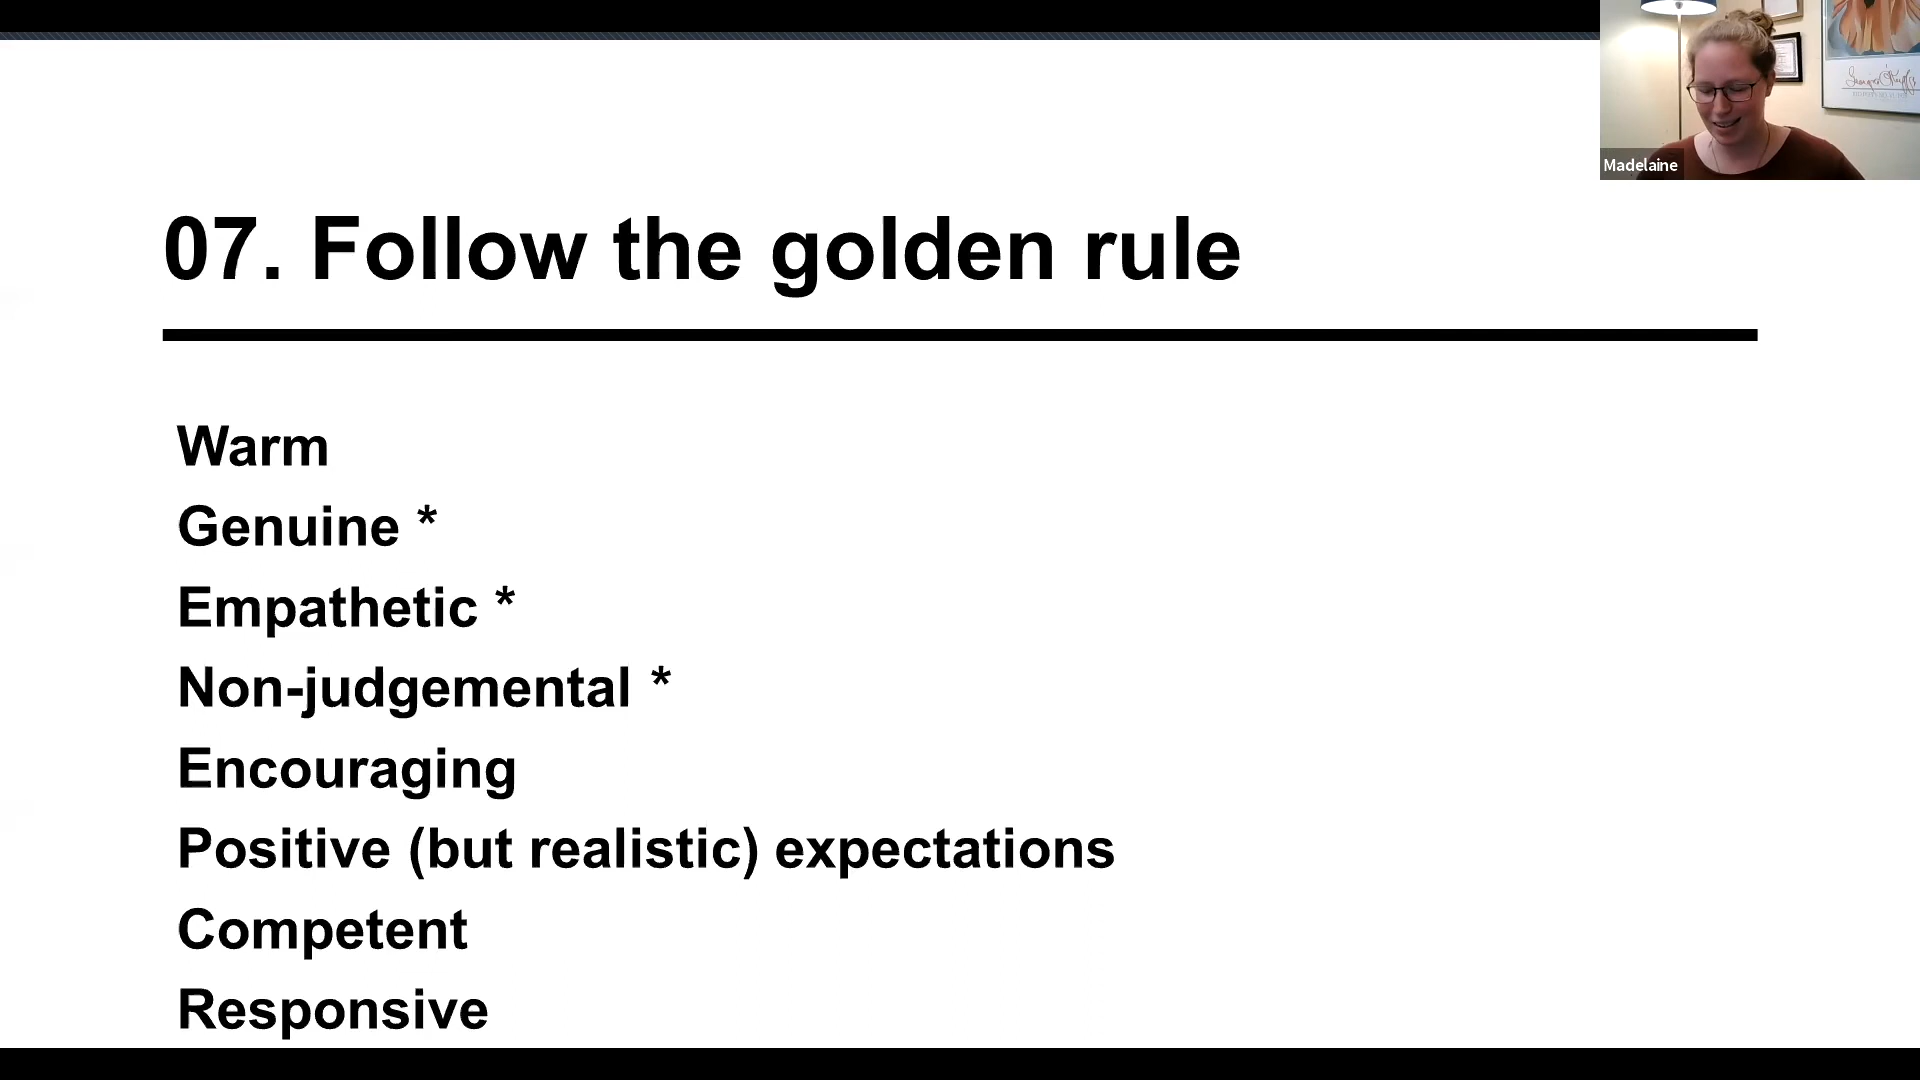 07. Follow the golden rule
Warm
Genuine *
Empathetic *
Non-judgemental *
Encouraging
Positive (but realistic) expectations
Competent
Responsive
Madelaine